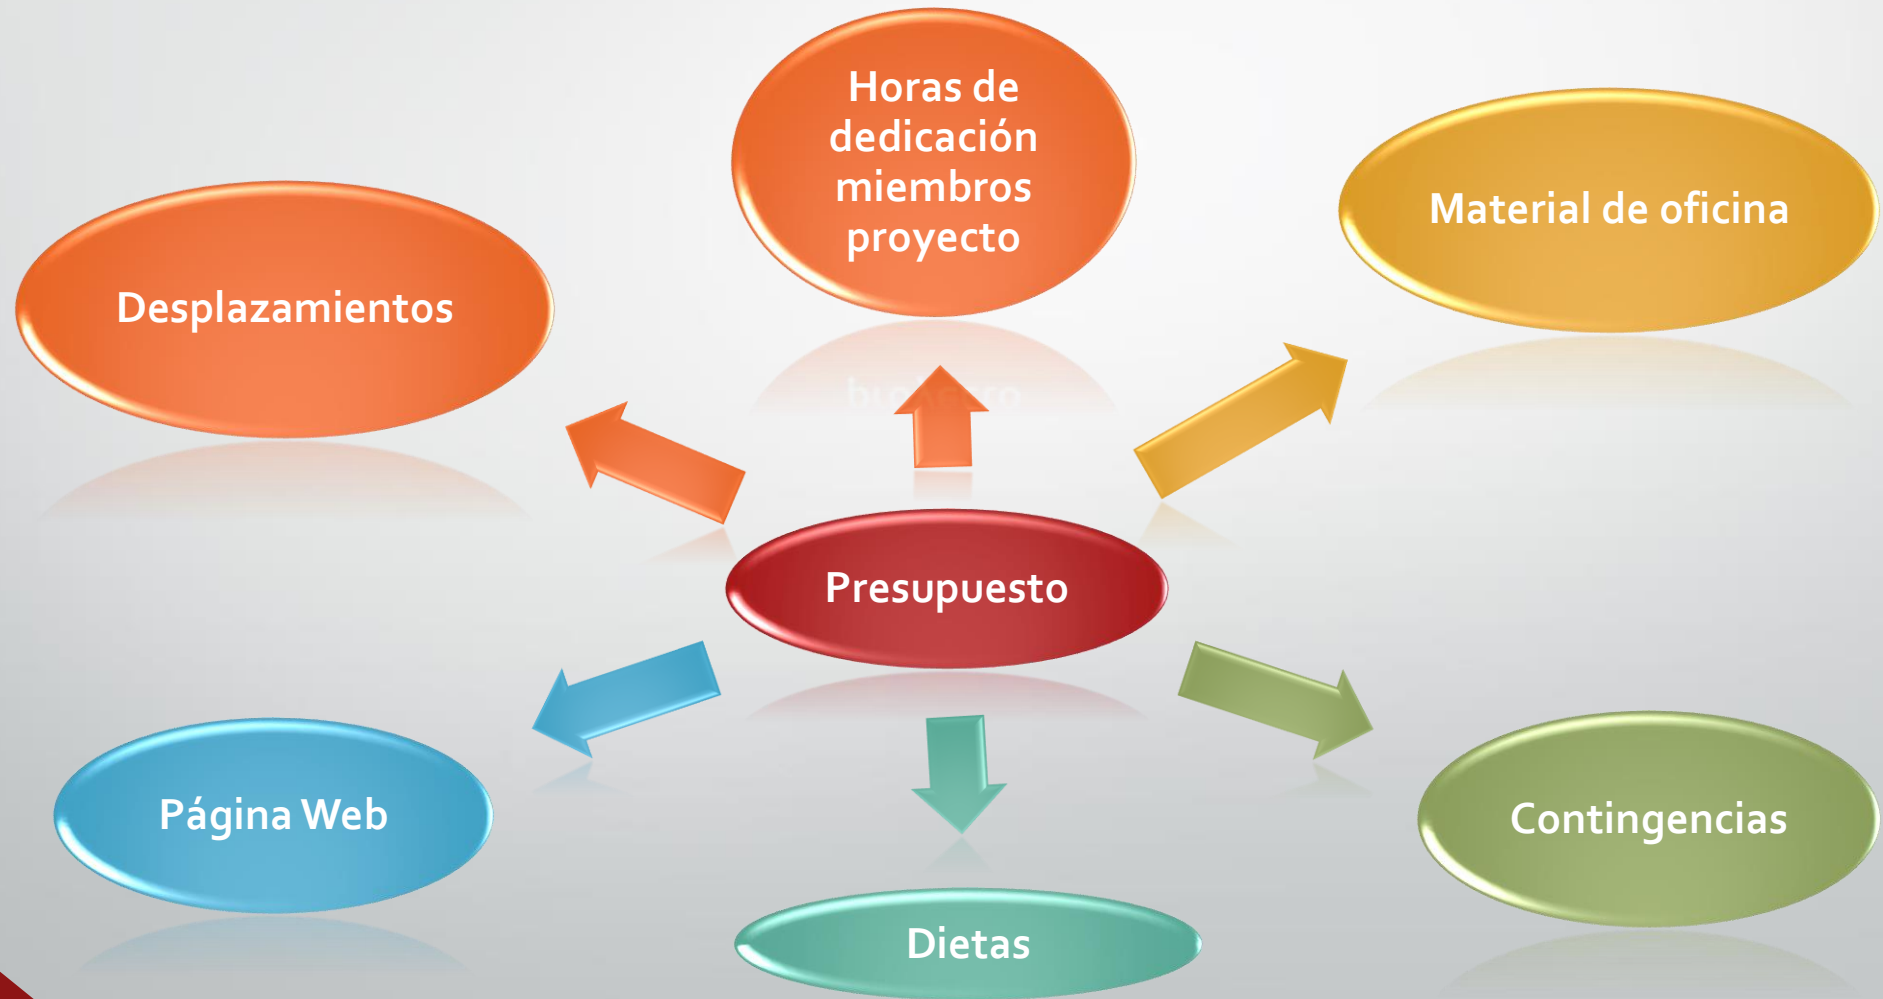 Horas de
dedicación
miembros
proyecto
Material de oficina
Desplazamientos
Presupuesto
Página Web
Contingencias
Dietas